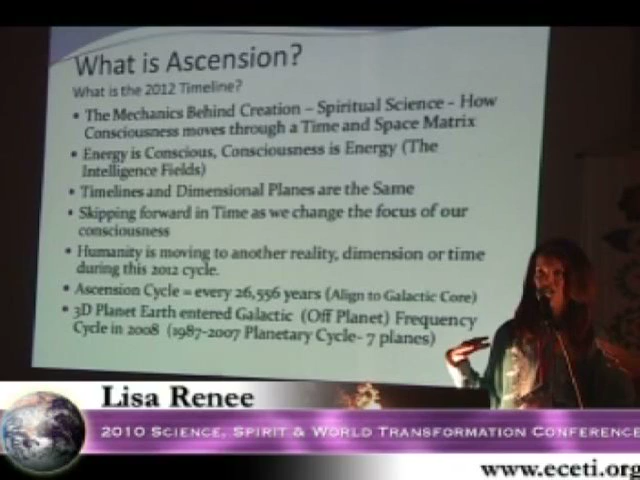 What is Ascension?
What is the 2012 Timeline?
• The Mechanics Behind Creation – Spiritual Science – How
Consciousness moves through a Time and Space Matrix
• Energy is Conscious, Consciousness is Energy (The
Intelligence Fields)
• Timelines and Dimensional Planes are the Same
• Skipping forward in Time as we change the focus of our
consciousness
• Humanity is moving to another reality, dimension or time
during this 2012 cycle.
• Ascension Cycle = every 26,556 years (Align to Galactic Core)
• 3D Planet Earth entered Galactic (Off Planet) Frequency
Cycle in 2008 (1987-2007 Planetary Cycle- 7 planes)
Lisa Renee
2010 Science, Spirit & World Transformation Conference
www.eceti.org